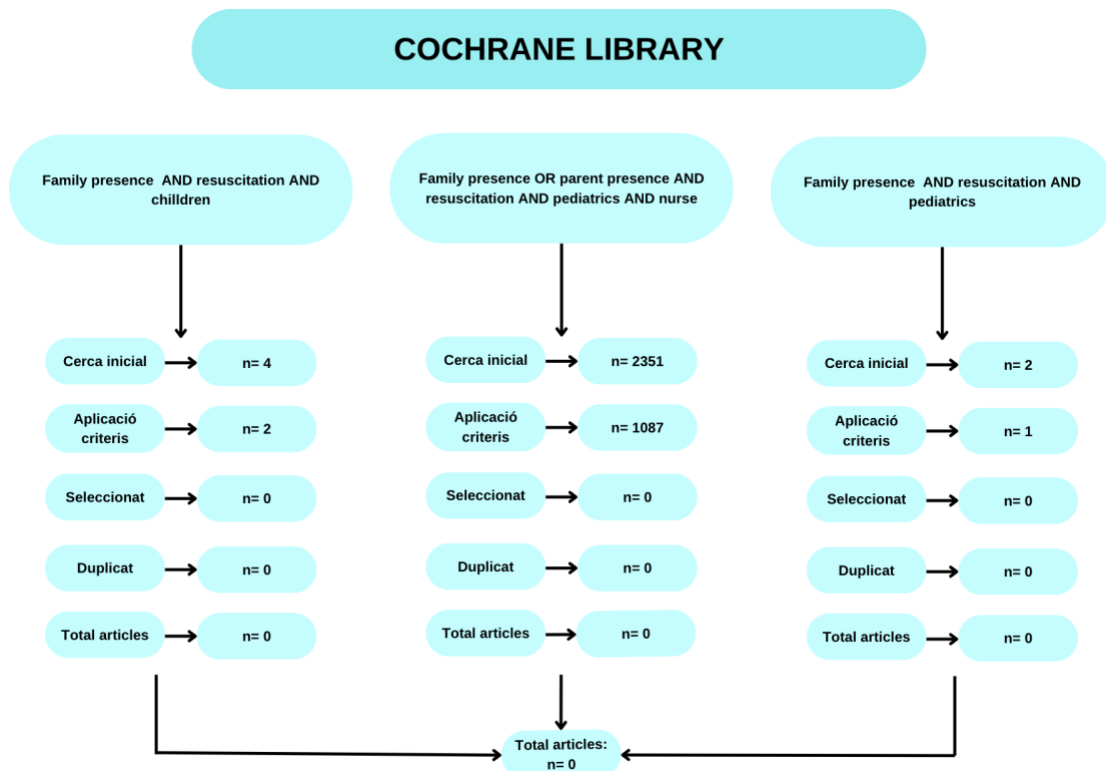 COCHRANE LIBRARY
Family presence AND resuscitation AND
chilldren
Cerca inicial
n= 4
Aplicació
criteris
n= 2
Seleccionat
n= 0
Duplicat
n= 0
Total articles
n= 0
Family presence OR parent presence AND
resuscitation AND pediatrics AND nurse
Cerca inicial
n= 2351
Aplicació
criteris
n= 1087
Seleccionat
n= 0
Duplicat
n= 0
Total articles
n= 0
Family presence AND resuscitation AND
pediatrics
Cerca inicial
n= 2
Aplicació
criteris
n= 1
Seleccionat
n= 0
Duplicat
n= 0
Total articles
n= 0
Total articles:
n= 0